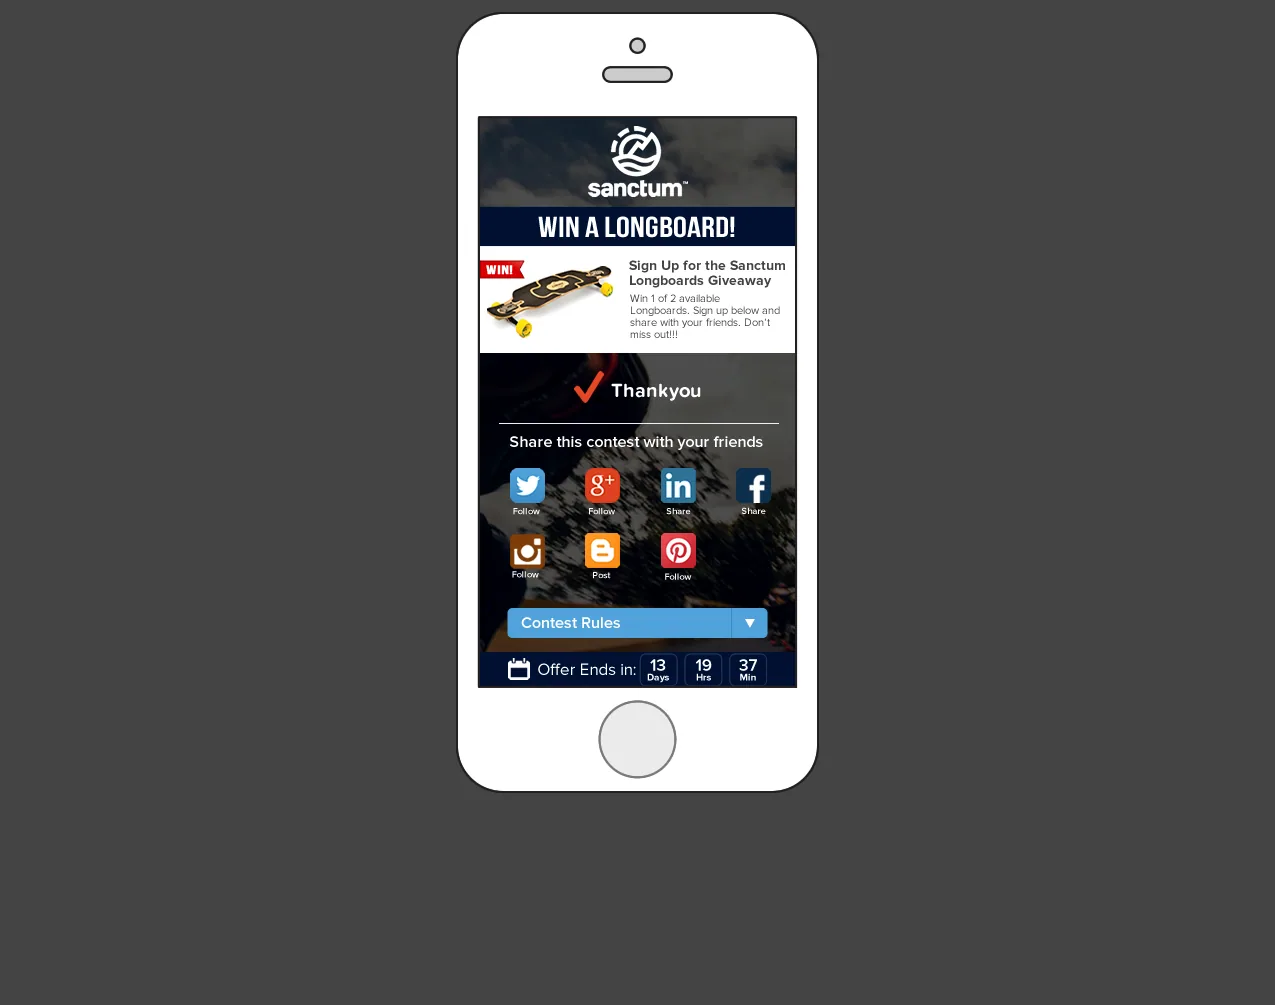 sanctum™
WIN A LONGBOARD!
WIN!
Sign Up for the Sanctum
Longboards Giveaway
Win 1 of 2 available
Longboards. Sign up below and
share with your friends. Don't
miss out!!!
Thankyou
Share this contest with your friends
Follow
Follow
Share
Share
Follow
Post
Follow
Contest Rules
Offer Ends in: 13 19 37
Days Hrs Min